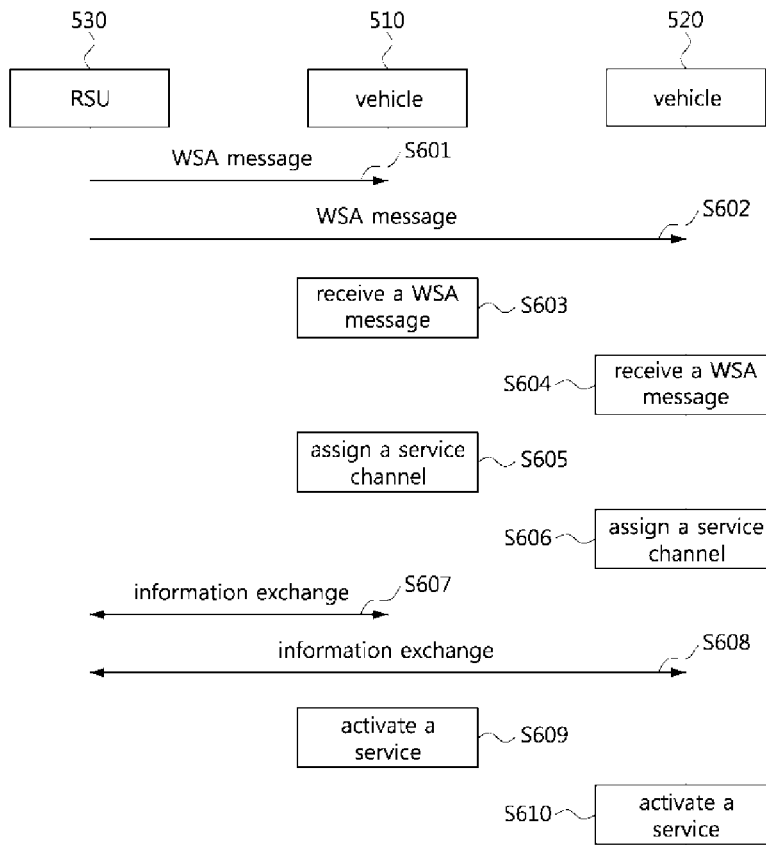 530
510
520
RSU
vehicle
vehicle
WSA message
S601
WSA message
S602
receive a WSA
message
S603
S604
receive a WSA
message
assign a service
channel
S605
S606
assign a service
channel
information exchange
S607
information exchange
S608
activate a
service
S609
S610
activate a
service